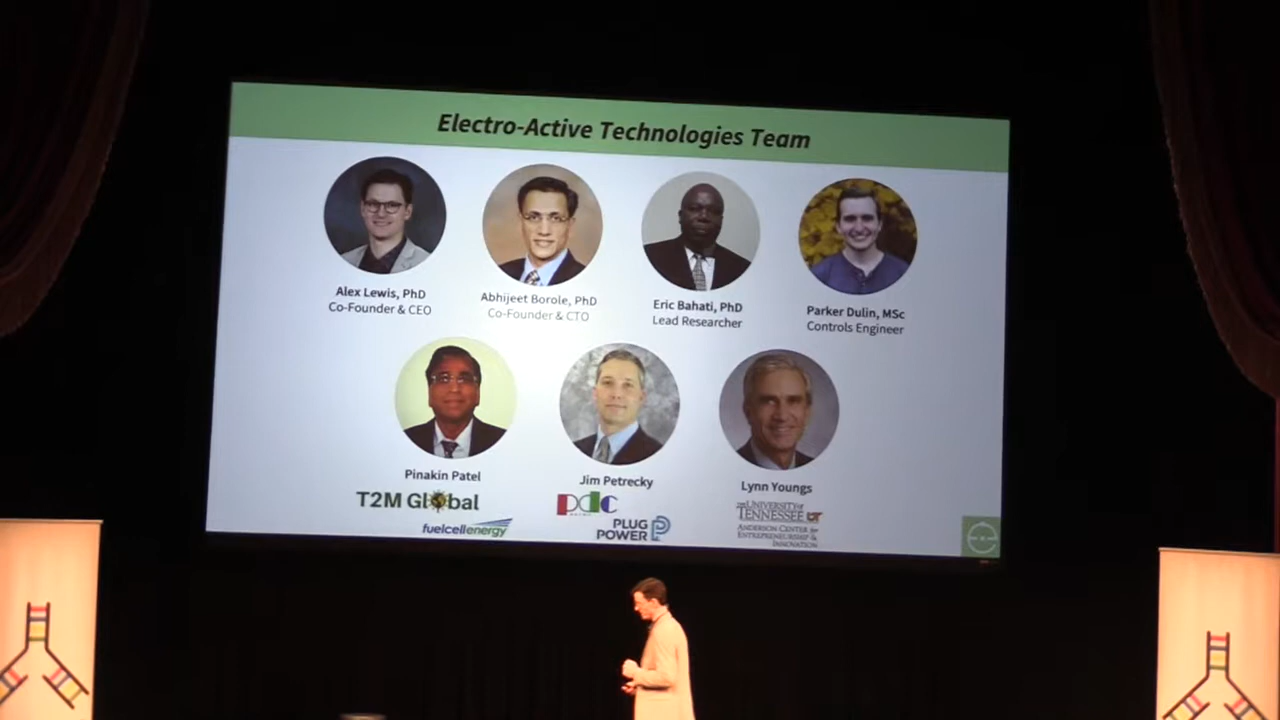 Electro-Active Technologies Team
Alex Lewis, PhD
Co-Founder & CEO
Abhijeet Borole, PhD
Co-Founder & CTO
Eric Bahati, PhD
Lead Researcher
Parker Dulin, MSc
Controls Engineer
Pinakin Patel
T2M Global
fuelcellenergy
Jim Petrecky
pdc
PLUG
POWER
Lynn Youngs
THE UNIVERSITY of
TENNESSEE UT
ANDERSON CENTER for
ENTREPRENEURSHIP &
INNOVATION